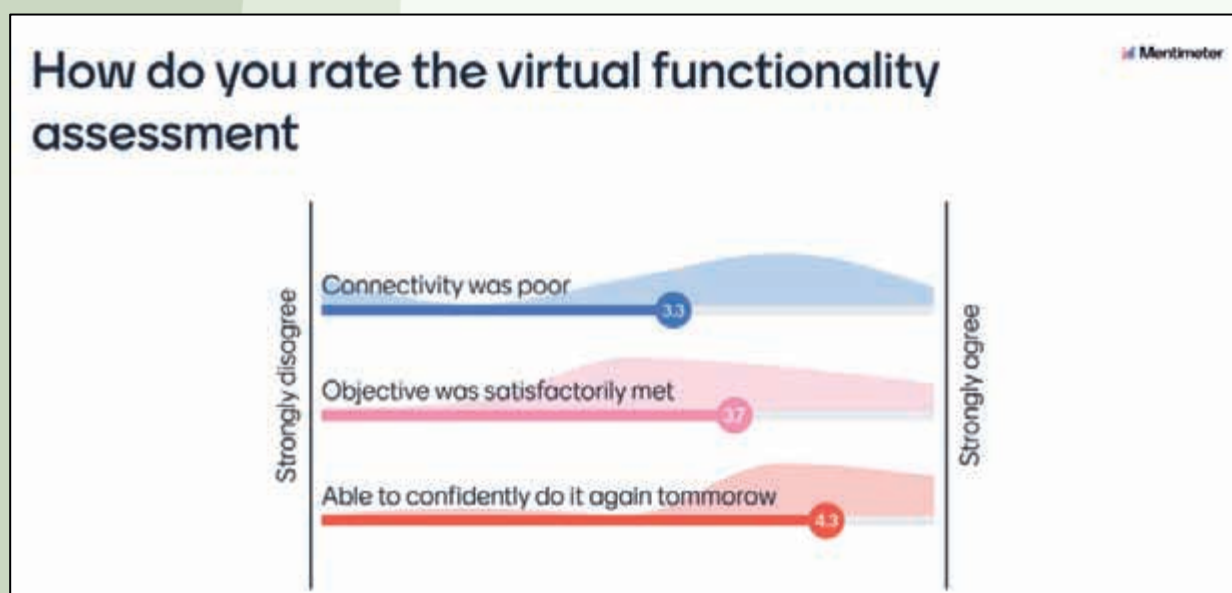 How do you rate the virtual functionality
assessment
Mentimeter
Strongly disagree
Connectivity was poor
3.3
Objective was satisfactorily met
3.7
Able to confidently do it again tommorow
4.3
Strongly agree